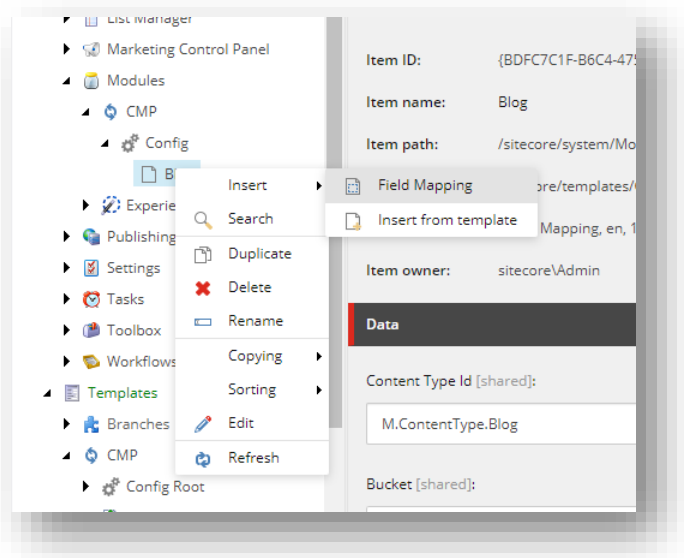 List Manager
Marketing Control Panel
Modules
CMP
Config
Publishing
Settings
Tasks
Toolbox
Workflows
Templates
Branches
CMP
Config Root
Insert
Search
Duplicate
Delete
Rename
Copying
Sorting
Edit
Refresh
Field Mapping
Insert from template
Item ID: {BDFC7C1F-B6C4-475
Item name: Blog
Item path: /sitecore/system/Mo
ore/templates/
Mapping, en, 1
Item owner: sitecore\Admin
Data
Content Type Id [shared]:
M.ContentType.Blog
Bucket [shared]: